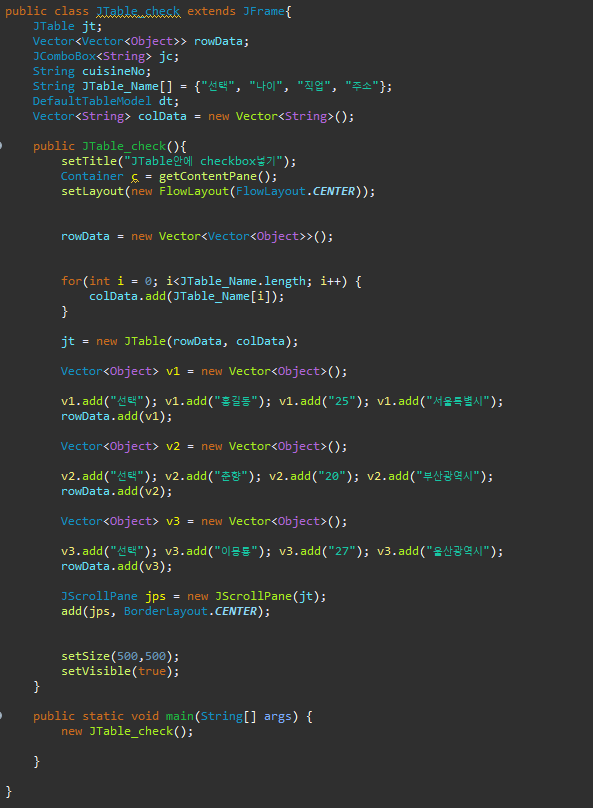 public class JTable_check extends JFrame{
    JTable jt;
    Vector<Vector<Object>> rowData;
    JComboBox<String> jc;
    String cuisineNo;
    String JTable_Name[] = {"선택", "나이", "직업", "주소"};
    DefaultTableModel dt;
    Vector<String> colData = new Vector<String>();
    public JTable_check(){
        setTitle("JTable안에 checkbox넣기");
        Container c = getContentPane();
        setLayout(new FlowLayout(FlowLayout.CENTER));
        rowData = new Vector<Vector<Object>>();
        for(int i = 0; i<JTable_Name.length; i++) {
            colData.add(JTable_Name[i]);
        }
        jt = new JTable(rowData, colData);
        Vector<Object> v1 = new Vector<Object>();
        v1.add("선택"); v1.add("홍길동"); v1.add("25"); v1.add("서울특별시");
        rowData.add(v1);
        Vector<Object> v2 = new Vector<Object>();
        v2.add("선택"); v2.add("춘향"); v2.add("20"); v2.add("부산광역시");
        rowData.add(v2);
        Vector<Object> v3 = new Vector<Object>();
        v3.add("선택"); v3.add("이몽룡"); v3.add("27"); v3.add("울산광역시");
        rowData.add(v3);
        JScrollPane jps = new JScrollPane(jt);
        add(jps, BorderLayout.CENTER);
        setSize(500,500);
        setVisible(true);
    }
    public static void main(String[] args) {
        new JTable_check();
    }
}